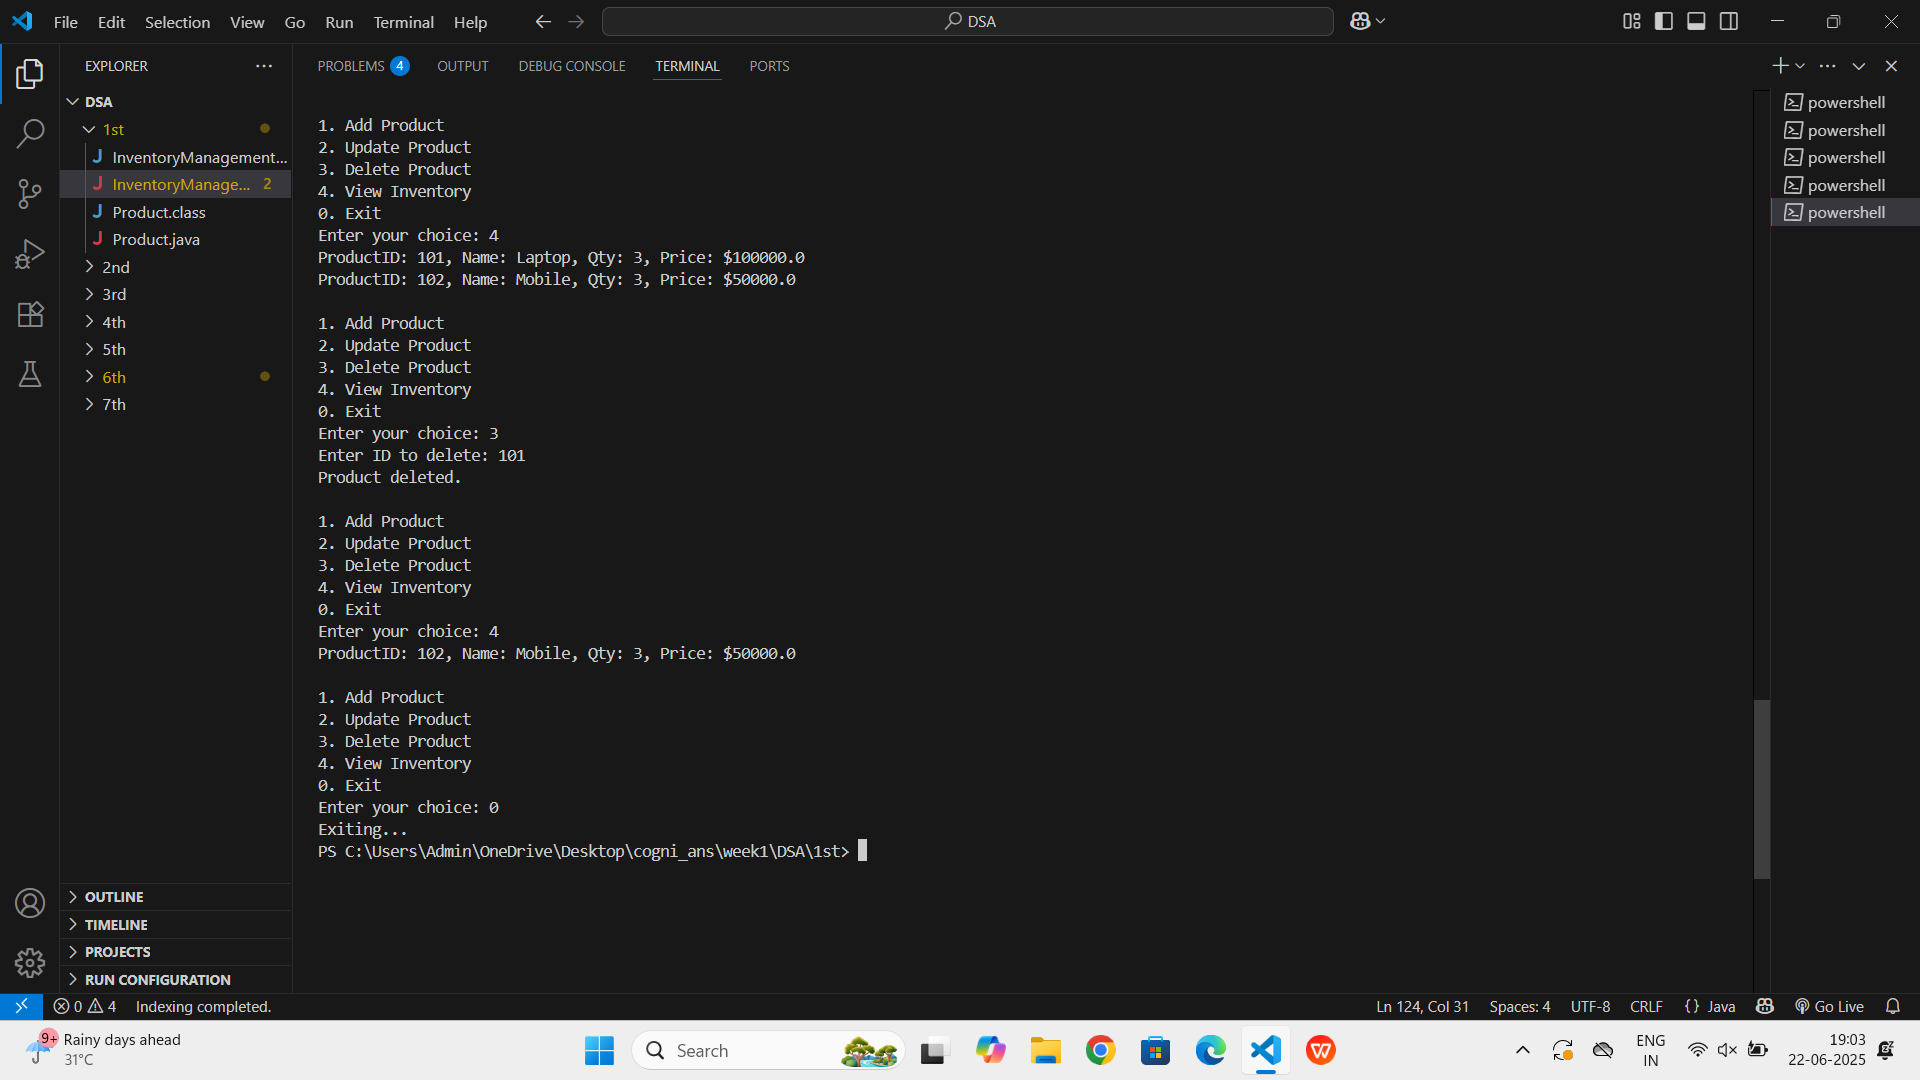 File Edit Selection View Go Run Terminal Help
DSA
EXPLORER
DSA
1st
InventoryManagement...
InventoryManage... 2
Product.class
Product.java
2nd
3rd
4th
5th
6th
7th
OUTLINE
TIMELINE
PROJECTS
RUN CONFIGURATION
PROBLEMS 4 OUTPUT DEBUG CONSOLE TERMINAL PORTS
1. Add Product
2. Update Product
3. Delete Product
4. View Inventory
0. Exit
Enter your choice: 4
ProductID: 101, Name: Laptop, Qty: 3, Price: $100000.0
ProductID: 102, Name: Mobile, Qty: 3, Price: $50000.0
1. Add Product
2. Update Product
3. Delete Product
4. View Inventory
0. Exit
Enter your choice: 3
Enter ID to delete: 101
Product deleted.
1. Add Product
2. Update Product
3. Delete Product
4. View Inventory
0. Exit
Enter your choice: 4
ProductID: 102, Name: Mobile, Qty: 3, Price: $50000.0
1. Add Product
2. Update Product
3. Delete Product
4. View Inventory
0. Exit
Enter your choice: 0
Exiting...
PS C:\Users\Admin\OneDrive\Desktop\cogni_ans\week1\DSA\1st>
powershell
powershell
powershell
powershell
powershell
0 4 Indexing completed.
Ln 124, Col 31 Spaces: 4 UTF-8 CRLF {} Java Go Live
9+ Rainy days ahead
31°C
Search
ENG
IN
19:03
22-06-2025